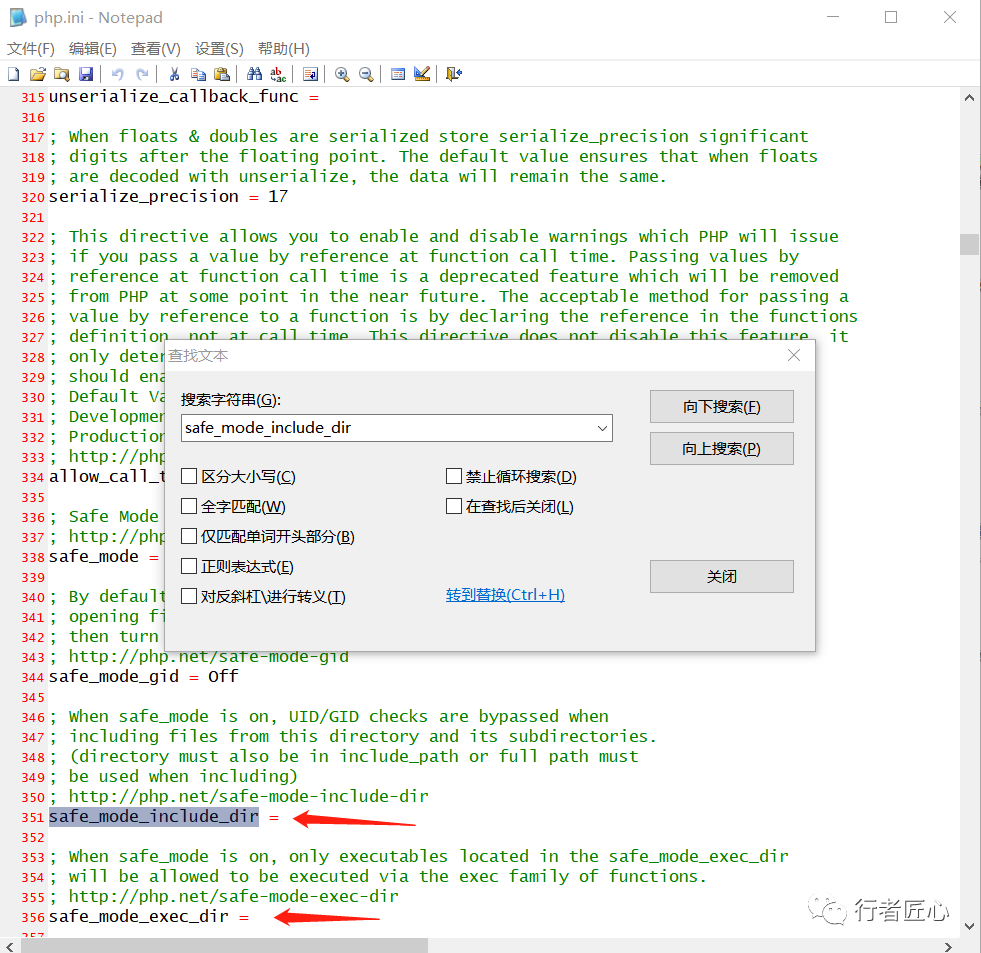 php.ini - Notepad
文件(F) 编辑(E) 查看(V) 设置(S) 帮助(H)
315 unserialize_callback_func =
316
317 ; When floats & doubles are serialized store serialize_precision significant
318 ; digits after the floating point. The default value ensures that when floats
319 ; are decoded with unserialize, the data will remain the same.
320 serialize_precision = 17
321
322 ; This directive allows you to enable and disable warnings which PHP will issue
323 ; if you pass a value by reference at function call time. Passing values by
324 ; reference at function call time is a deprecated feature which will be removed
325 ; from PHP at some point in the near future. The acceptable method for passing a
326 ; value by reference to a function is by declaring the reference in the functions
327 ; definition, not at call time. This directive does not disable this feature, it
328 ; only deter
329 ; should ena
330 ; Default Va
331 ; Developmen
332 ; Production
333 ; http://php
334 allow_call_t
335
336 ; Safe Mode
337 ; http://php
338 safe_mode =
339
340 ; By default
341 ; opening fi
342 ; then turn
343 ; http://php.net/safe-mode-gid
344 safe_mode_gid = Off
345
346 ; When safe_mode is on, UID/GID checks are bypassed when
347 ; including files from this directory and its subdirectories.
348 ; (directory must also be in include_path or full path must
349 ; be used when including)
350 ; http://php.net/safe-mode-include-dir
351 safe_mode_include_dir =
352
353 ; When safe_mode is on, only executables located in the safe_mode_exec_dir
354 ; will be allowed to be executed via the exec family of functions.
355 ; http://php.net/safe-mode-exec-dir
356 safe_mode_exec_dir =
357
查找文本
搜索字符串(G):
safe_mode_include_dir
向下搜索(F)
向上搜索(P)
区分大小写(C)
禁止循环搜索(D)
全字匹配(W)
在查找后关闭(L)
仅匹配单词开头部分(B)
正则表达式(E)
关闭
对反斜杠\进行转义(T)
转到替换(Ctrl+H)
行者匠心